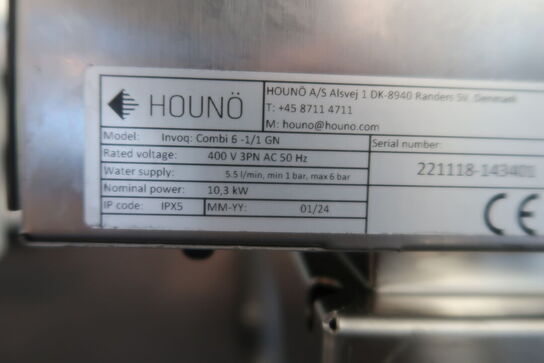 HOUNÖ
HOUNÖ A/S Alsvej 1 DK-8940 Randers SV. Denmark
T: +45 8711 4711
M: houno@houno.com
Model: Invoq: Combi 6 -1/1 GN
Serial number:
Rated voltage: 400 V 3PN AC 50 Hz
221118-143401
Water supply: 5.5 l/min, min 1 bar, max 6 bar
Nominal power: 10,3 kW
IP code: IPX5 MM-YY: 01/24
CE